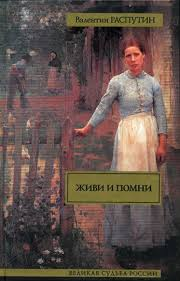 Валентин РАСПУТИН
ЖИВИ И ПОМНИ
ВЕЛИКАЯ СУДЬБА РОССИИ